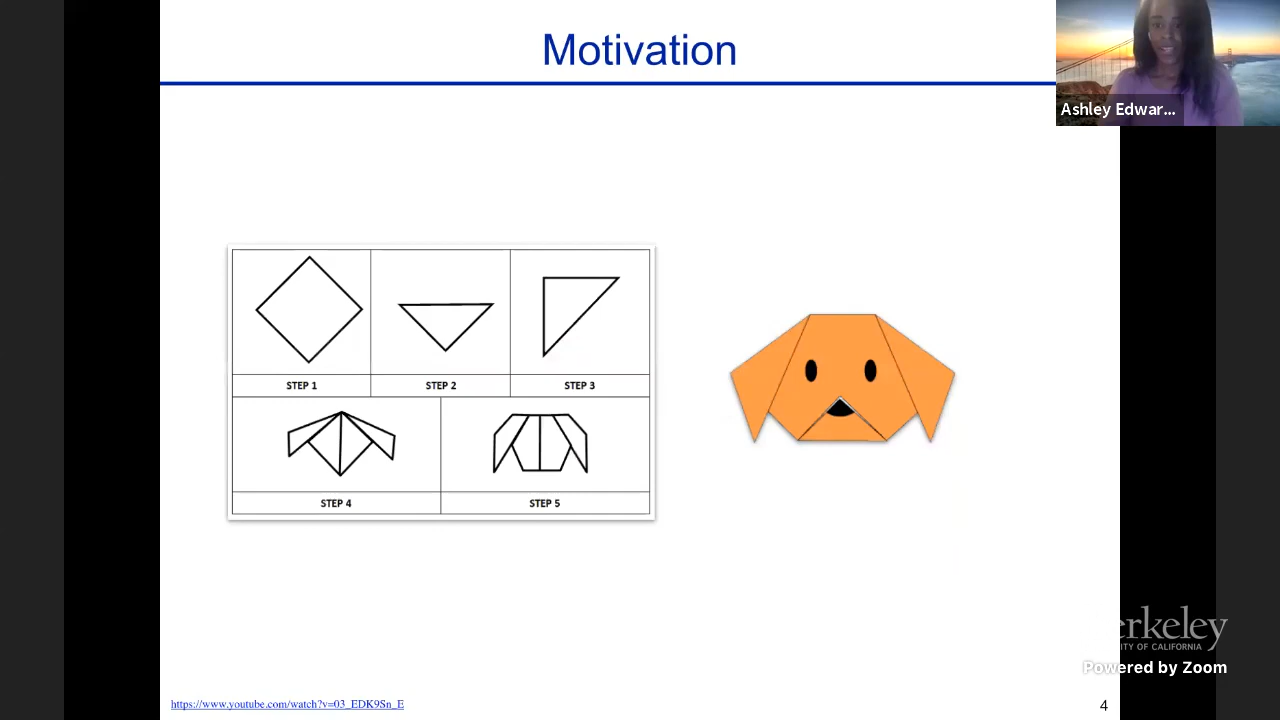 Motivation
Ashley Edwar...
STEP 1
STEP 2
STEP 3
STEP 4
STEP 5
erkeley
ITY OF CALIFORNIA
Powered by Zoom
https://www.youtube.com/watch?v=03_EDK9Sn_E
4